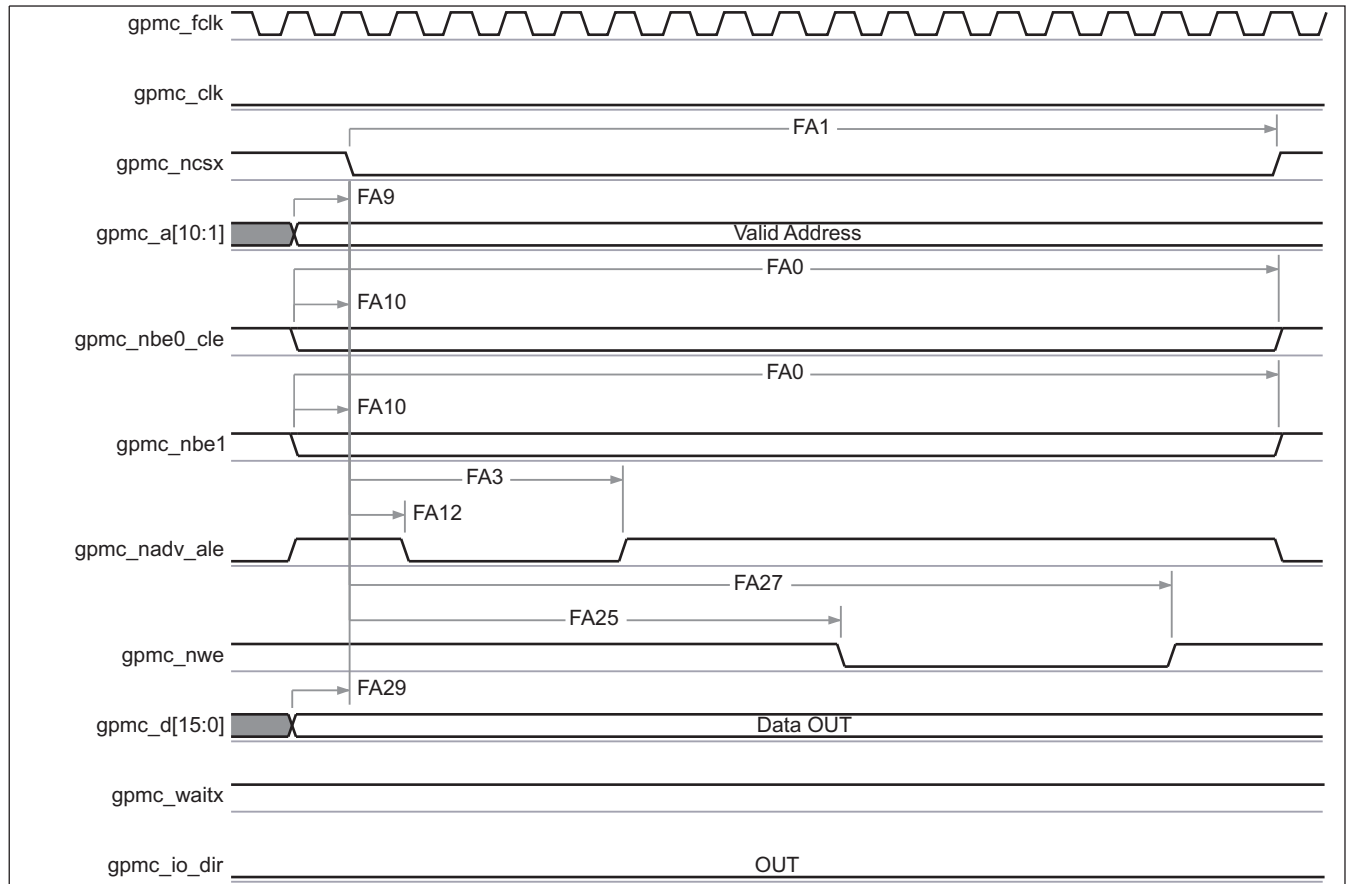 gpmc_fclk
gpmc_clk
FA1
gpmc_ncsx
FA9
gpmc_a[10:1]
Valid Address
FA0
FA10
gpmc_nbe0_cle
FA0
FA10
gpmc_nbe1
FA3
FA12
gpmc_nadv_ale
FA27
FA25
gpmc_nwe
FA29
gpmc_d[15:0]
Data OUT
gpmc_waitx
gpmc_io_dir
OUT